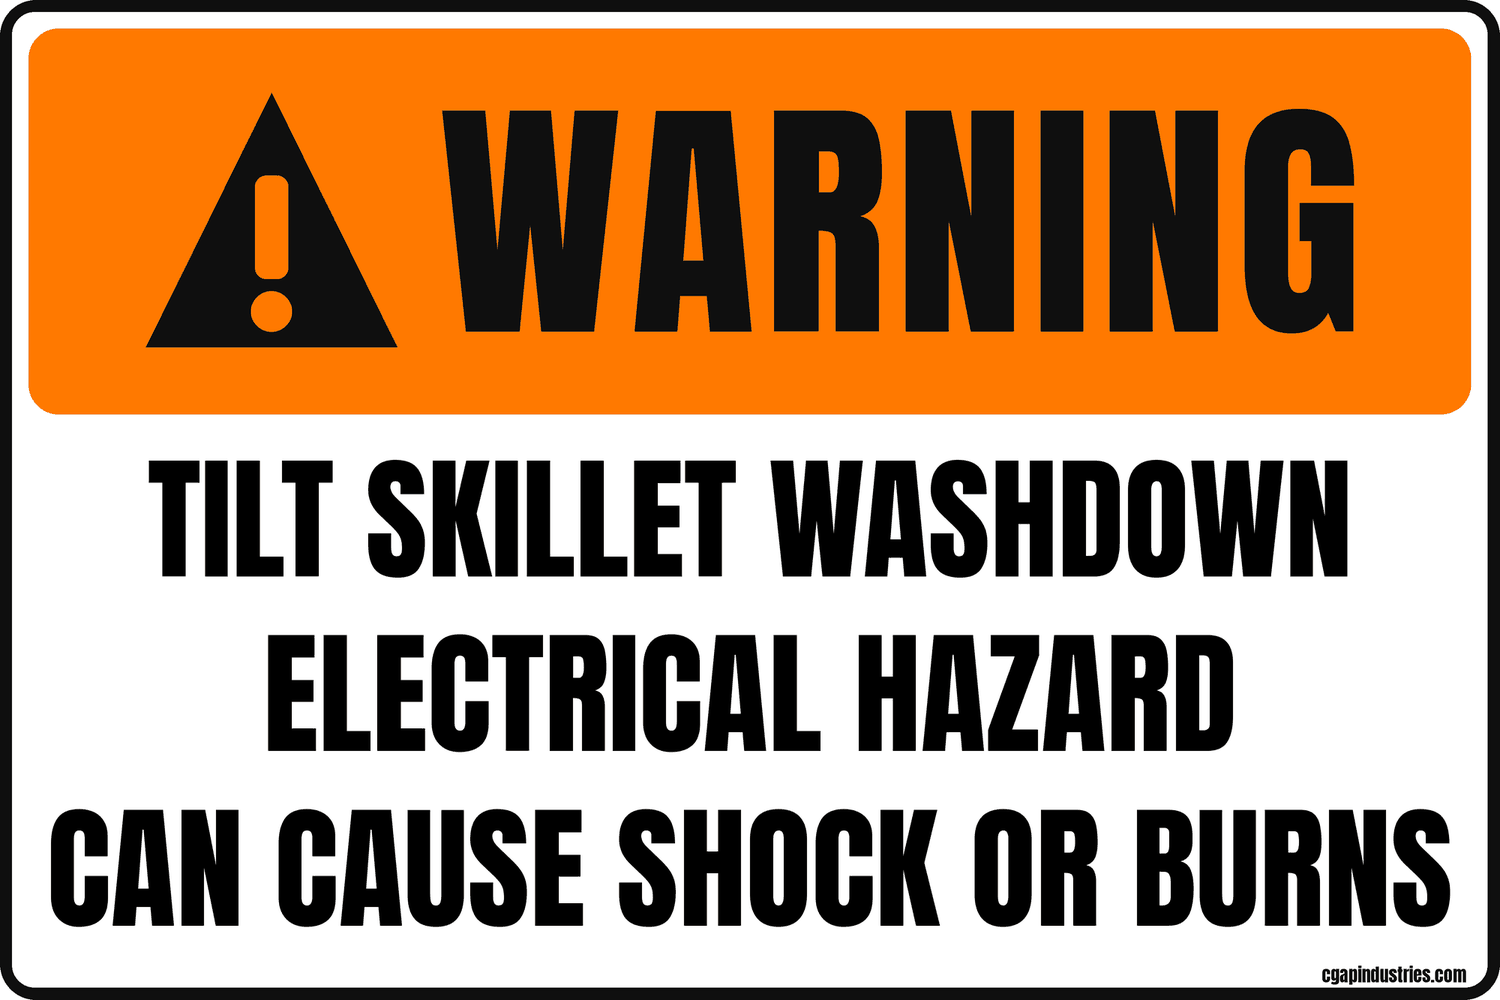 WARNING
TILT SKILLET WASHDOWN
ELECTRICAL HAZARD
CAN CAUSE SHOCK OR BURNS
cgapindustries.com